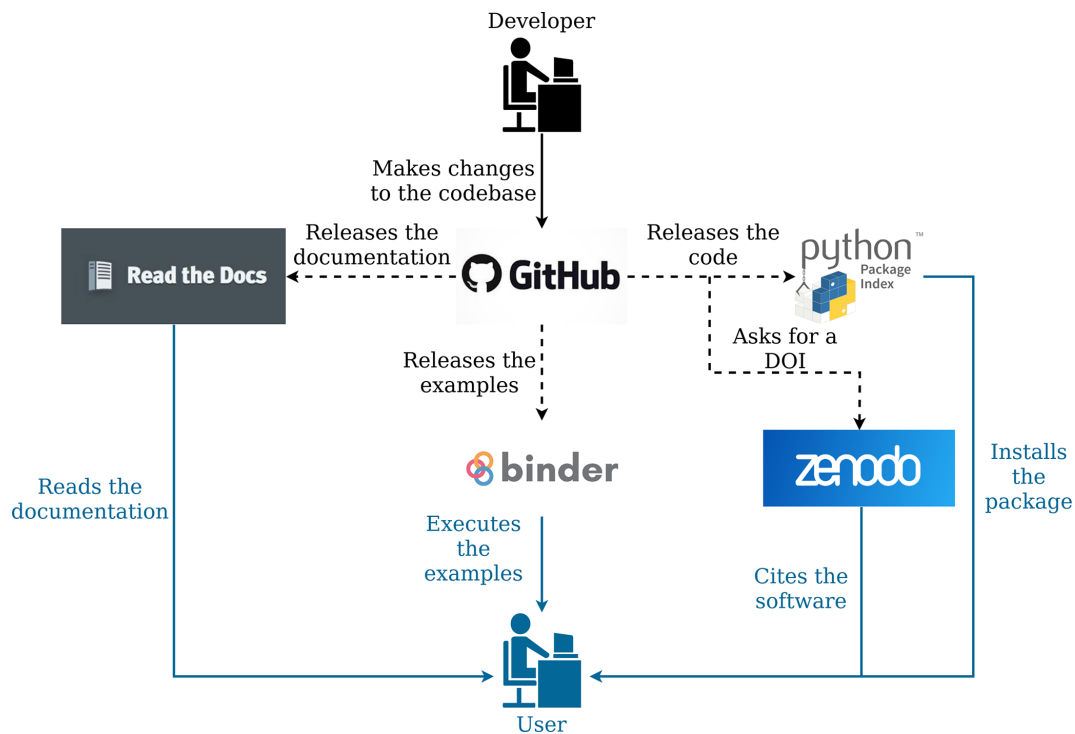 Developer
Makes changes
to the codebase
Releases the
documentation
Releases the
code
Read the Docs
GitHub
python™
Package
Index
Releases the
examples
Asks for a
DOI
binder
zenodo
Installs
the
package
Reads the
documentation
Executes
the
examples
Cites the
software
User